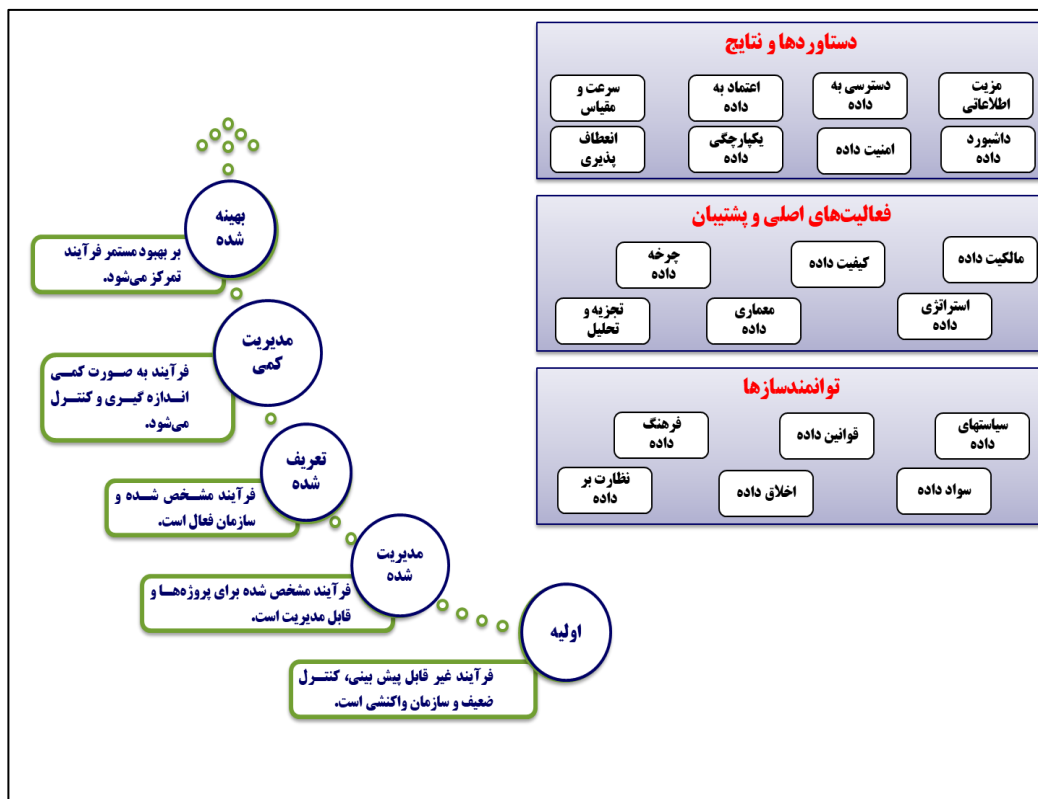 دستاوردها و نتایج
مزیت
اطلاعاتی
دسترسی به
داده
اعتماد به
داده
سرعت و
مقیاس
داشبورد
داده
امنیت داده
یکپارچگی
داده
انعطاف
پذیری
فعالیت‌های اصلی و پشتیبان
مالکیت داده
کیفیت داده
چرخه
داده
استراتژی
داده
معماری
داده
تجزیه و
تحلیل
توانمندسازها
سیاستهای
داده
قوانین داده
فرهنگ
داده
سواد داده
اخلاق داده
نظارت بر
داده
بهینه
شده
بر بهبود مستمر فرآیند
تمرکز می‌شود.
مدیریت
کمی
فرآیند به صورت کمی
اندازه گیری و کنترل
می‌شود.
تعریف
شده
فرآیند مشخص شده و
سازمان فعال است.
مدیریت
شده
فرآیند مشخص شده برای پروژه‌ها و
قابل مدیریت است.
اولیه
فرآیند غیر قابل پیش بینی، کنترل
ضعیف و سازمان واکنشی است.